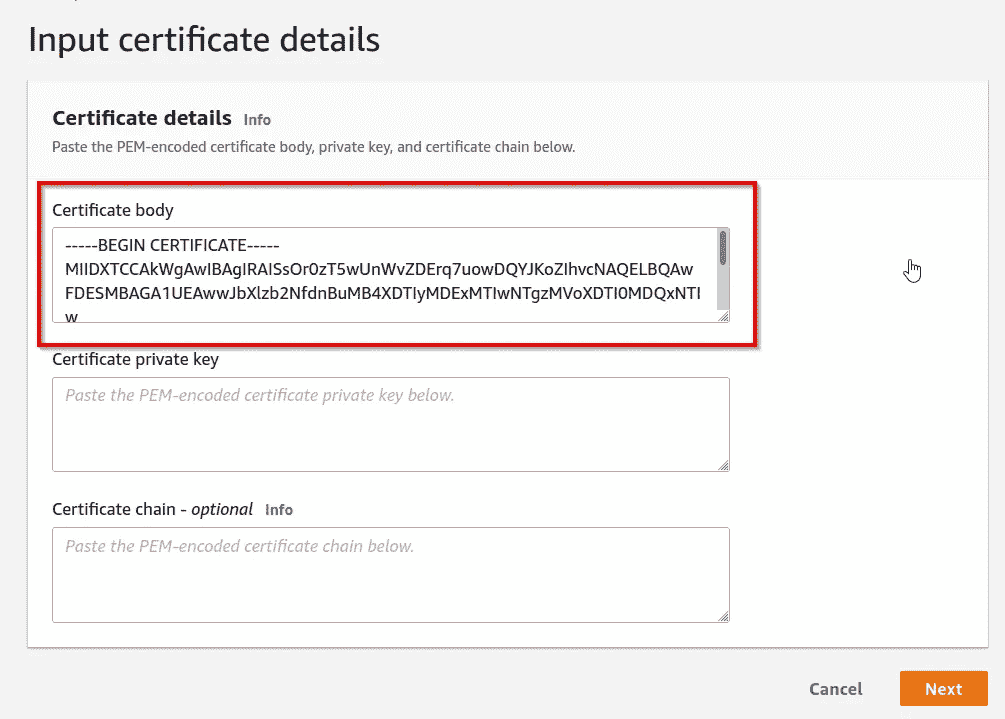 Input certificate details
Certificate details Info
Paste the PEM-encoded certificate body, private key, and certificate chain below.
Certificate body
-----BEGIN CERTIFICATE-----
MIIDXTCCAkWgAwIBAgIRAISsOr0zT5wUnWvZDErq7uowDQYJKoZIhvcNAQELBQAw
FDESMBAGA1UEAwwJbXlzb2NfdnBuMB4XDTIyMDExMTIwNTgzMVoXDTI0MDQxNTI
w
Certificate private key
Paste the PEM-encoded certificate private key below.
Certificate chain - optional Info
Paste the PEM-encoded certificate chain below.
Cancel
Next